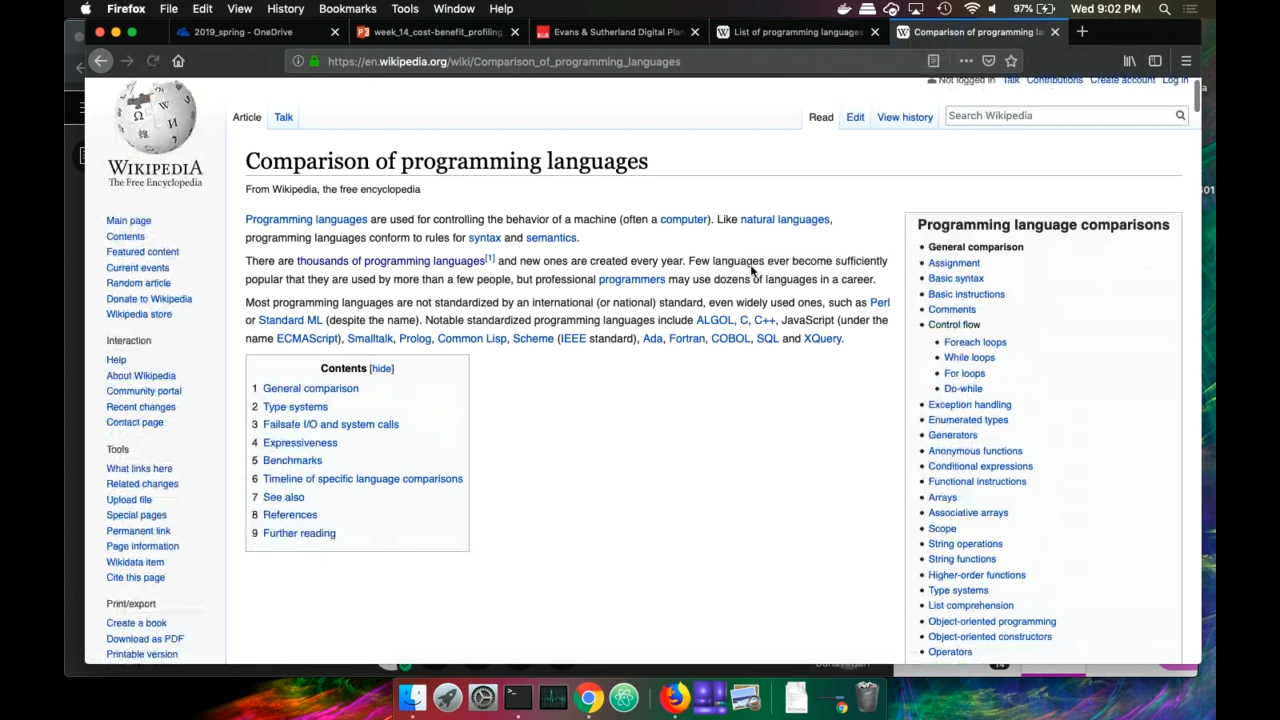 Firefox File Edit View History Bookmarks Tools Window Help 97% Wed 9:02 PM
2019_spring - OneDrive × week_14_cost-benefit_profiling × Evans & Sutherland Digital Plan × List of programming languages × Comparison of programming la ×
https://en.wikipedia.org/wiki/Comparison_of_programming_languages
Not logged in Talk Contributions Create account Log in
Article Talk Read Edit View history Search Wikipedia
WIKIPEDIA
The Free Encyclopedia
Main page
Contents
Featured content
Current events
Random article
Donate to Wikipedia
Wikipedia store
Interaction
Help
About Wikipedia
Community portal
Recent changes
Contact page
Tools
What links here
Related changes
Upload file
Special pages
Permanent link
Page information
Wikidata item
Cite this page
Print/export
Create a book
Download as PDF
Printable version
Comparison of programming languages
From Wikipedia, the free encyclopedia
Programming languages are used for controlling the behavior of a machine (often a computer). Like natural languages,
programming languages conform to rules for syntax and semantics.
There are thousands of programming languages[1] and new ones are created every year. Few languages ever become sufficiently
popular that they are used by more than a few people, but professional programmers may use dozens of languages in a career.
Most programming languages are not standardized by an international (or national) standard, even widely used ones, such as Perl
or Standard ML (despite the name). Notable standardized programming languages include ALGOL, C, C++, JavaScript (under the
name ECMAScript), Smalltalk, Prolog, Common Lisp, Scheme (IEEE standard), Ada, Fortran, COBOL, SQL and XQuery.
Contents [hide]
1 General comparison
2 Type systems
3 Failsafe I/O and system calls
4 Expressiveness
5 Benchmarks
6 Timeline of specific language comparisons
7 See also
8 References
9 Further reading
Programming language comparisons
General comparison
Assignment
Basic syntax
Basic instructions
Comments
Control flow
Foreach loops
While loops
For loops
Do-while
Exception handling
Enumerated types
Generators
Anonymous functions
Conditional expressions
Functional instructions
Arrays
Associative arrays
Scope
String operations
String functions
Higher-order functions
Type systems
List comprehension
Object-oriented programming
Object-oriented constructors
Operators